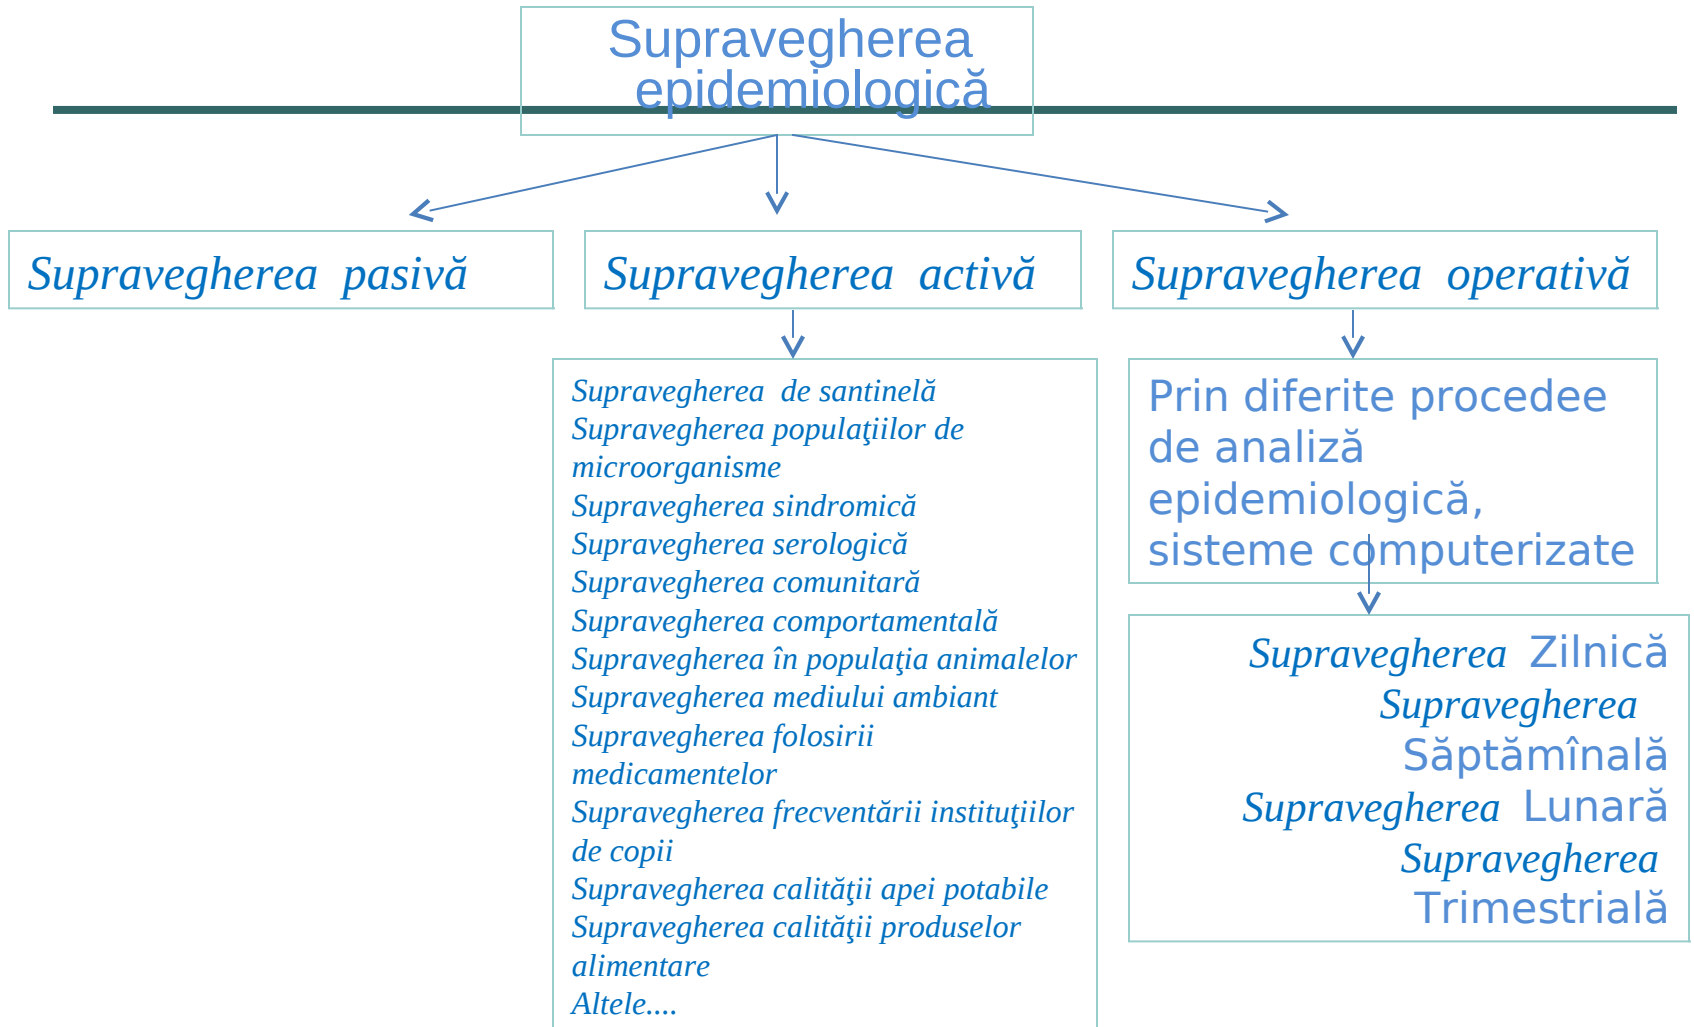 Supravegherea
epidemiologică
Supravegherea pasivă
Supravegherea activă
Supravegherea operativă
Supravegherea de santinelă
Supravegherea populaţiilor de
microorganisme
Supravegherea sindromică
Supravegherea serologică
Supravegherea comunitară
Supravegherea comportamentală
Supravegherea în populaţia animalelor
Supravegherea mediului ambiant
Supravegherea folosirii
medicamentelor
Supravegherea frecventării instituţiilor
de copii
Supravegherea calităţii apei potabile
Supravegherea calităţii produselor
alimentare
Altele....
Prin diferite procedee
de analiză
epidemiologică,
sisteme computerizate
Supravegherea Zilnică
Supravegherea
Săptămînală
Supravegherea Lunară
Supravegherea
Trimestrială